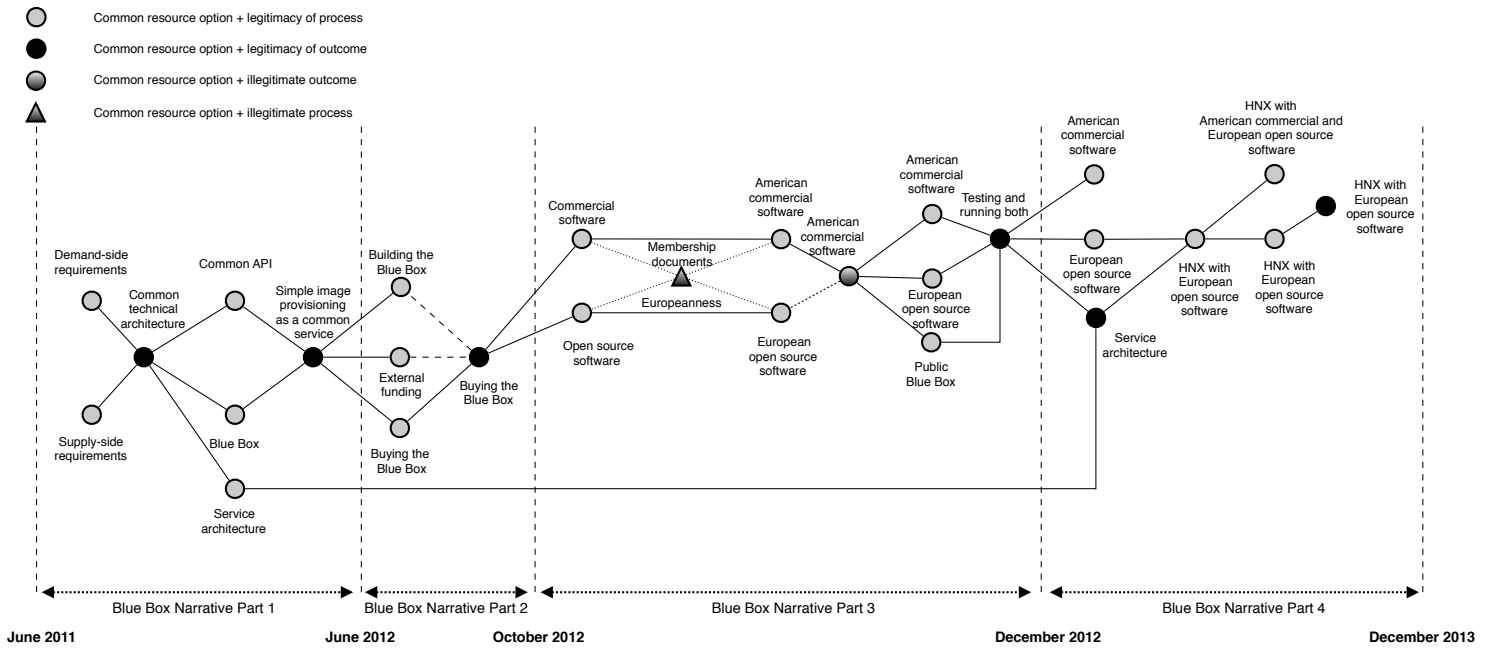 Common resource option + legitimacy of process
Common resource option + legitimacy of outcome
Common resource option + illegitimate outcome
Common resource option + illegitimate process
Demand-side
requirements
Common
technical
architecture
Supply-side
requirements
Common API
Blue Box
Service
architecture
Simple image
provisioning
as a common
service
Building the
Blue Box
External
funding
Buying the
Blue Box
Buying the
Blue Box
Commercial
software
Open source
software
Membership
documents
Europeanness
American
commercial
software
European
open source
software
American
commercial
software
American
commercial
software
European
open source
software
Public
Blue Box
Testing and
running both
American
commercial
software
European
open source
software
Service
architecture
HNX with
European
open source
software
HNX with
American commercial and
European open source
software
HNX with
European
open source
software
HNX with
European
open source
software
Blue Box Narrative Part 1
Blue Box Narrative Part 2
Blue Box Narrative Part 3
Blue Box Narrative Part 4
June 2011
June 2012
October 2012
December 2012
December 2013